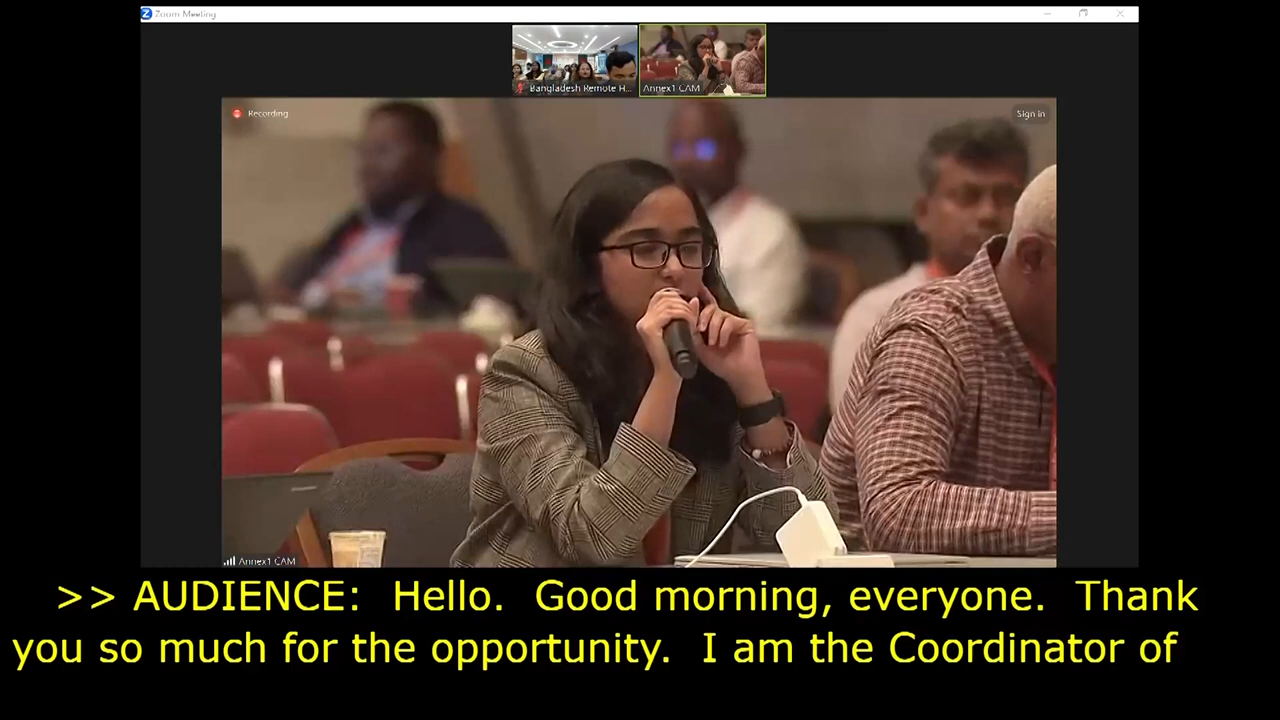 Zoom Meeting
Bangladesh Remote H...
Annex1 CAM
Recording
Sign in
Annex1 CAM
>> AUDIENCE:  Hello.  Good morning, everyone.  Thank
you so much for the opportunity.  I am the Coordinator of